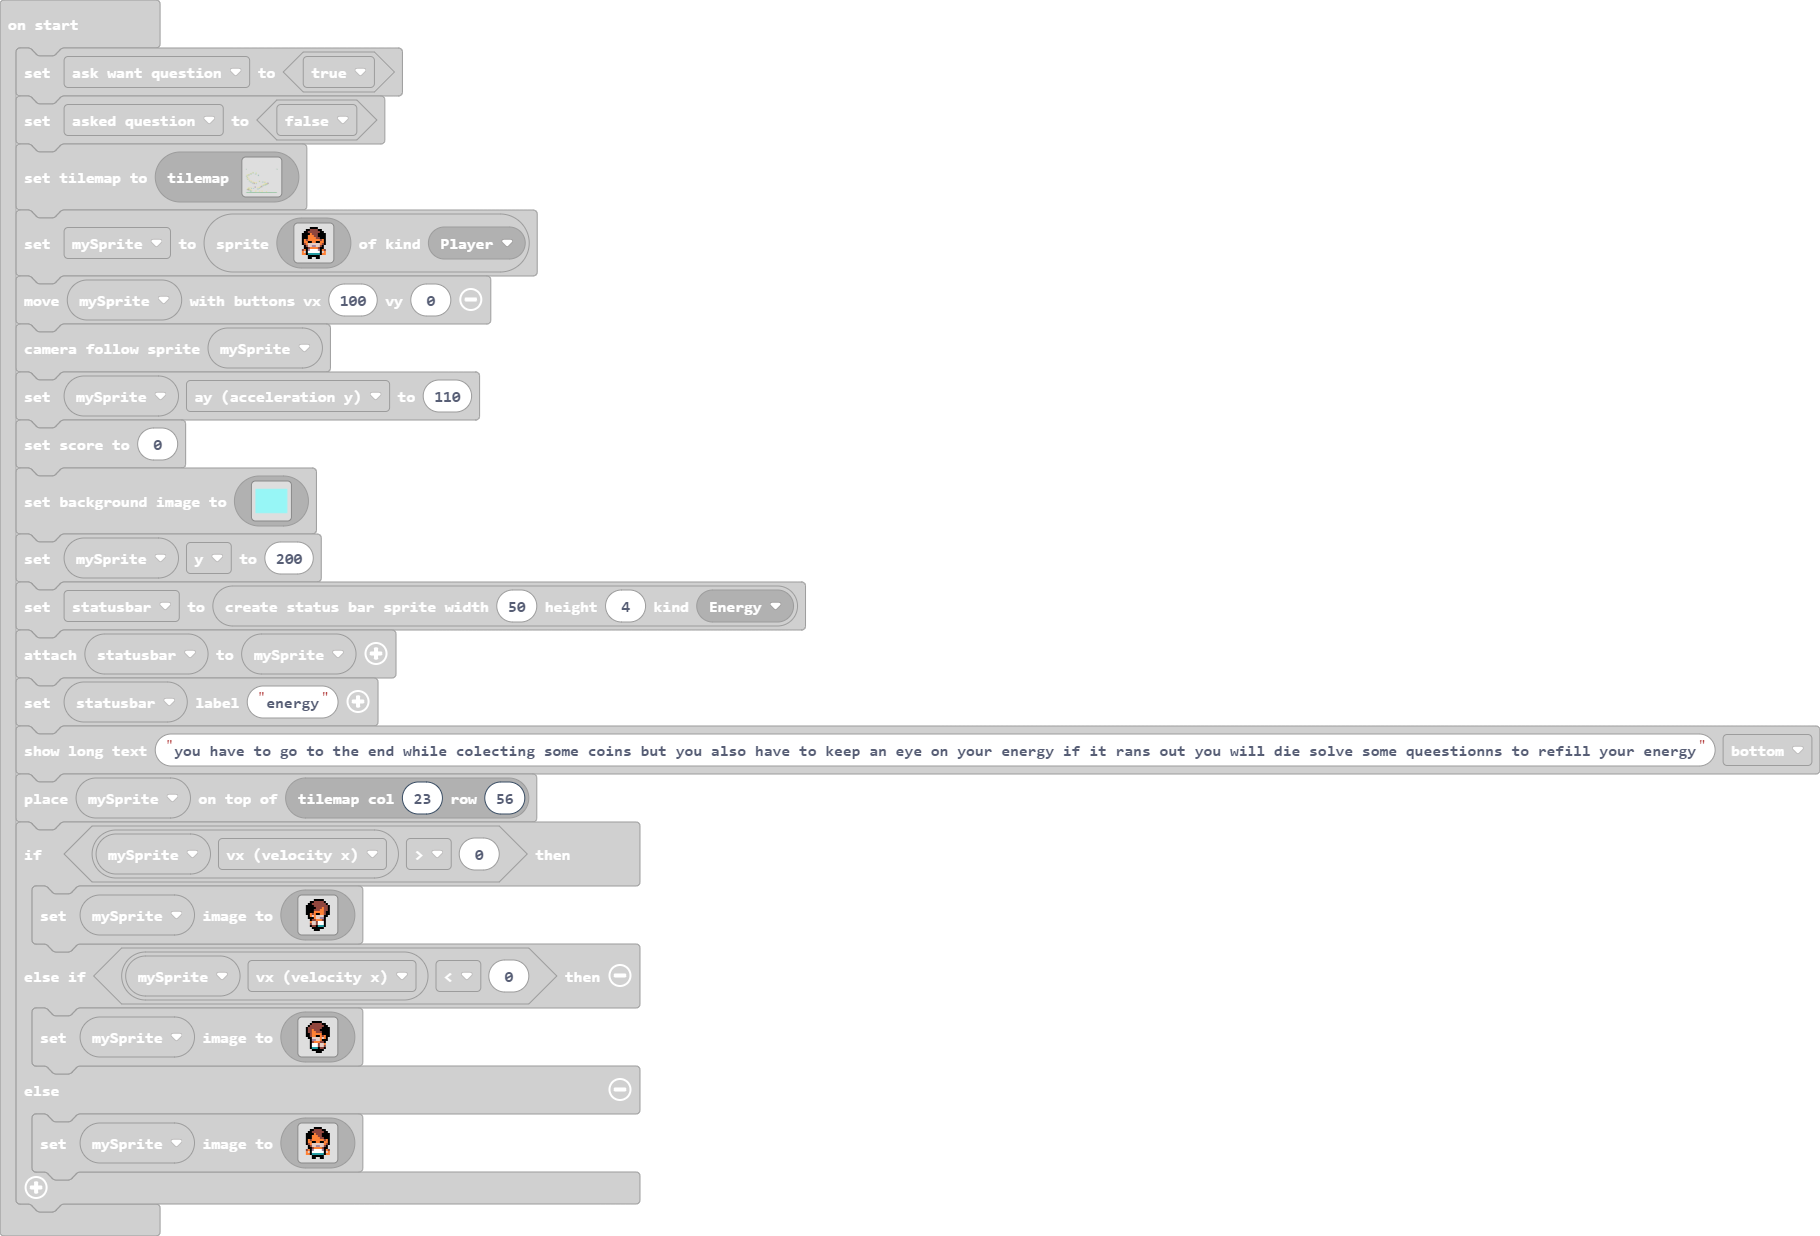 on start
set ask want question to true
set asked question to false
set tilemap to tilemap
set mySprite to sprite of kind Player
move mySprite with buttons vx 100 vy 0
camera follow sprite mySprite
set mySprite ay (acceleration y) to 110
set score to 0
set background image to
set mySprite y to 200
set statusbar to create status bar sprite width 50 height 4 kind Energy
attach statusbar to mySprite
set statusbar label "energy"
show long text "you have to go to the end while colecting some coins but you also have to keep an eye on your energy if it rans out you will die solve some queestionns to refill your energy" bottom
place mySprite on top of tilemap col 23 row 56
if mySprite vx (velocity x) > 0 then
set mySprite image to
else if mySprite vx (velocity x) < 0 then
set mySprite image to
else
set mySprite image to